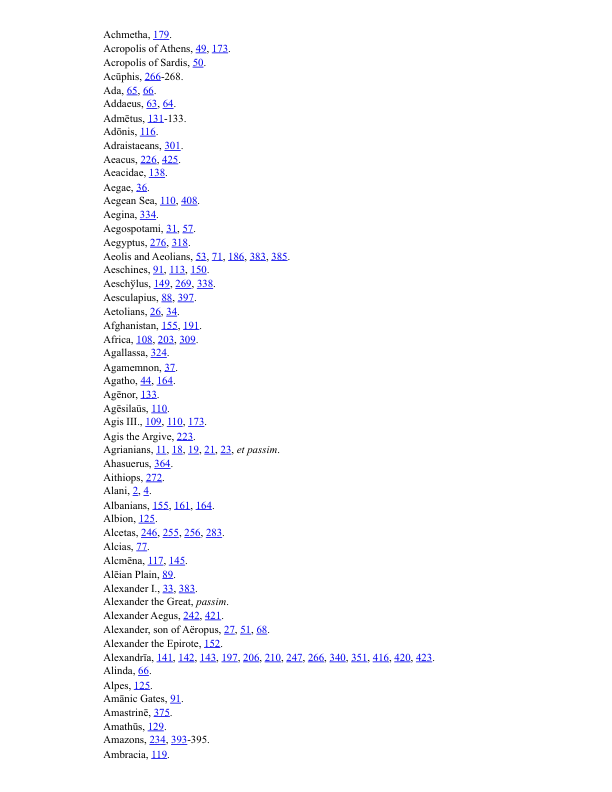 Achmetha, 179.
Acropolis of Athens, 49, 173.
Acropolis of Sardis, 50.
Acūphis, 266-268.
Ada, 65, 66.
Addaeus, 63, 64.
Admētus, 131-133.
Adōnis, 116.
Adraistaeans, 301.
Aeacus, 226, 425.
Aeacidae, 138.
Aegae, 36.
Aegean Sea, 110, 408.
Aegina, 334.
Aegospotami, 31, 57.
Aegyptus, 276, 318.
Aeolis and Aeolians, 53, 71, 186, 383, 385.
Aeschines, 91, 113, 150.
Aeschy̆lus, 149, 269, 338.
Aesculapius, 88, 397.
Aetolians, 26, 34.
Afghanistan, 155, 191.
Africa, 108, 203, 309.
Agallassa, 324.
Agamemnon, 37.
Agatho, 44, 164.
Agēnor, 133.
Agēsilaüs, 110.
Agis III., 109, 110, 173.
Agis the Argive, 223.
Agrianians, 11, 18, 19, 21, 23, et passim.
Ahasuerus, 364.
Aithiops, 272.
Alani, 2, 4.
Albanians, 155, 161, 164.
Albion, 125.
Alcetas, 246, 255, 256, 283.
Alcias, 77.
Alcmēna, 117, 145.
Alēian Plain, 89.
Alexander I., 33, 383.
Alexander the Great, passim.
Alexander Aegus, 242, 421.
Alexander, son of Aëropus, 27, 51, 68.
Alexander the Epirote, 152.
Alexandrīa, 141, 142, 143, 197, 206, 210, 247, 266, 340, 351, 416, 420, 423.
Alinda, 66.
Alpes, 125.
Amānic Gates, 91.
Amastrinē, 375.
Amathūs, 129.
Amazons, 234, 393-395.
Ambracia, 119.